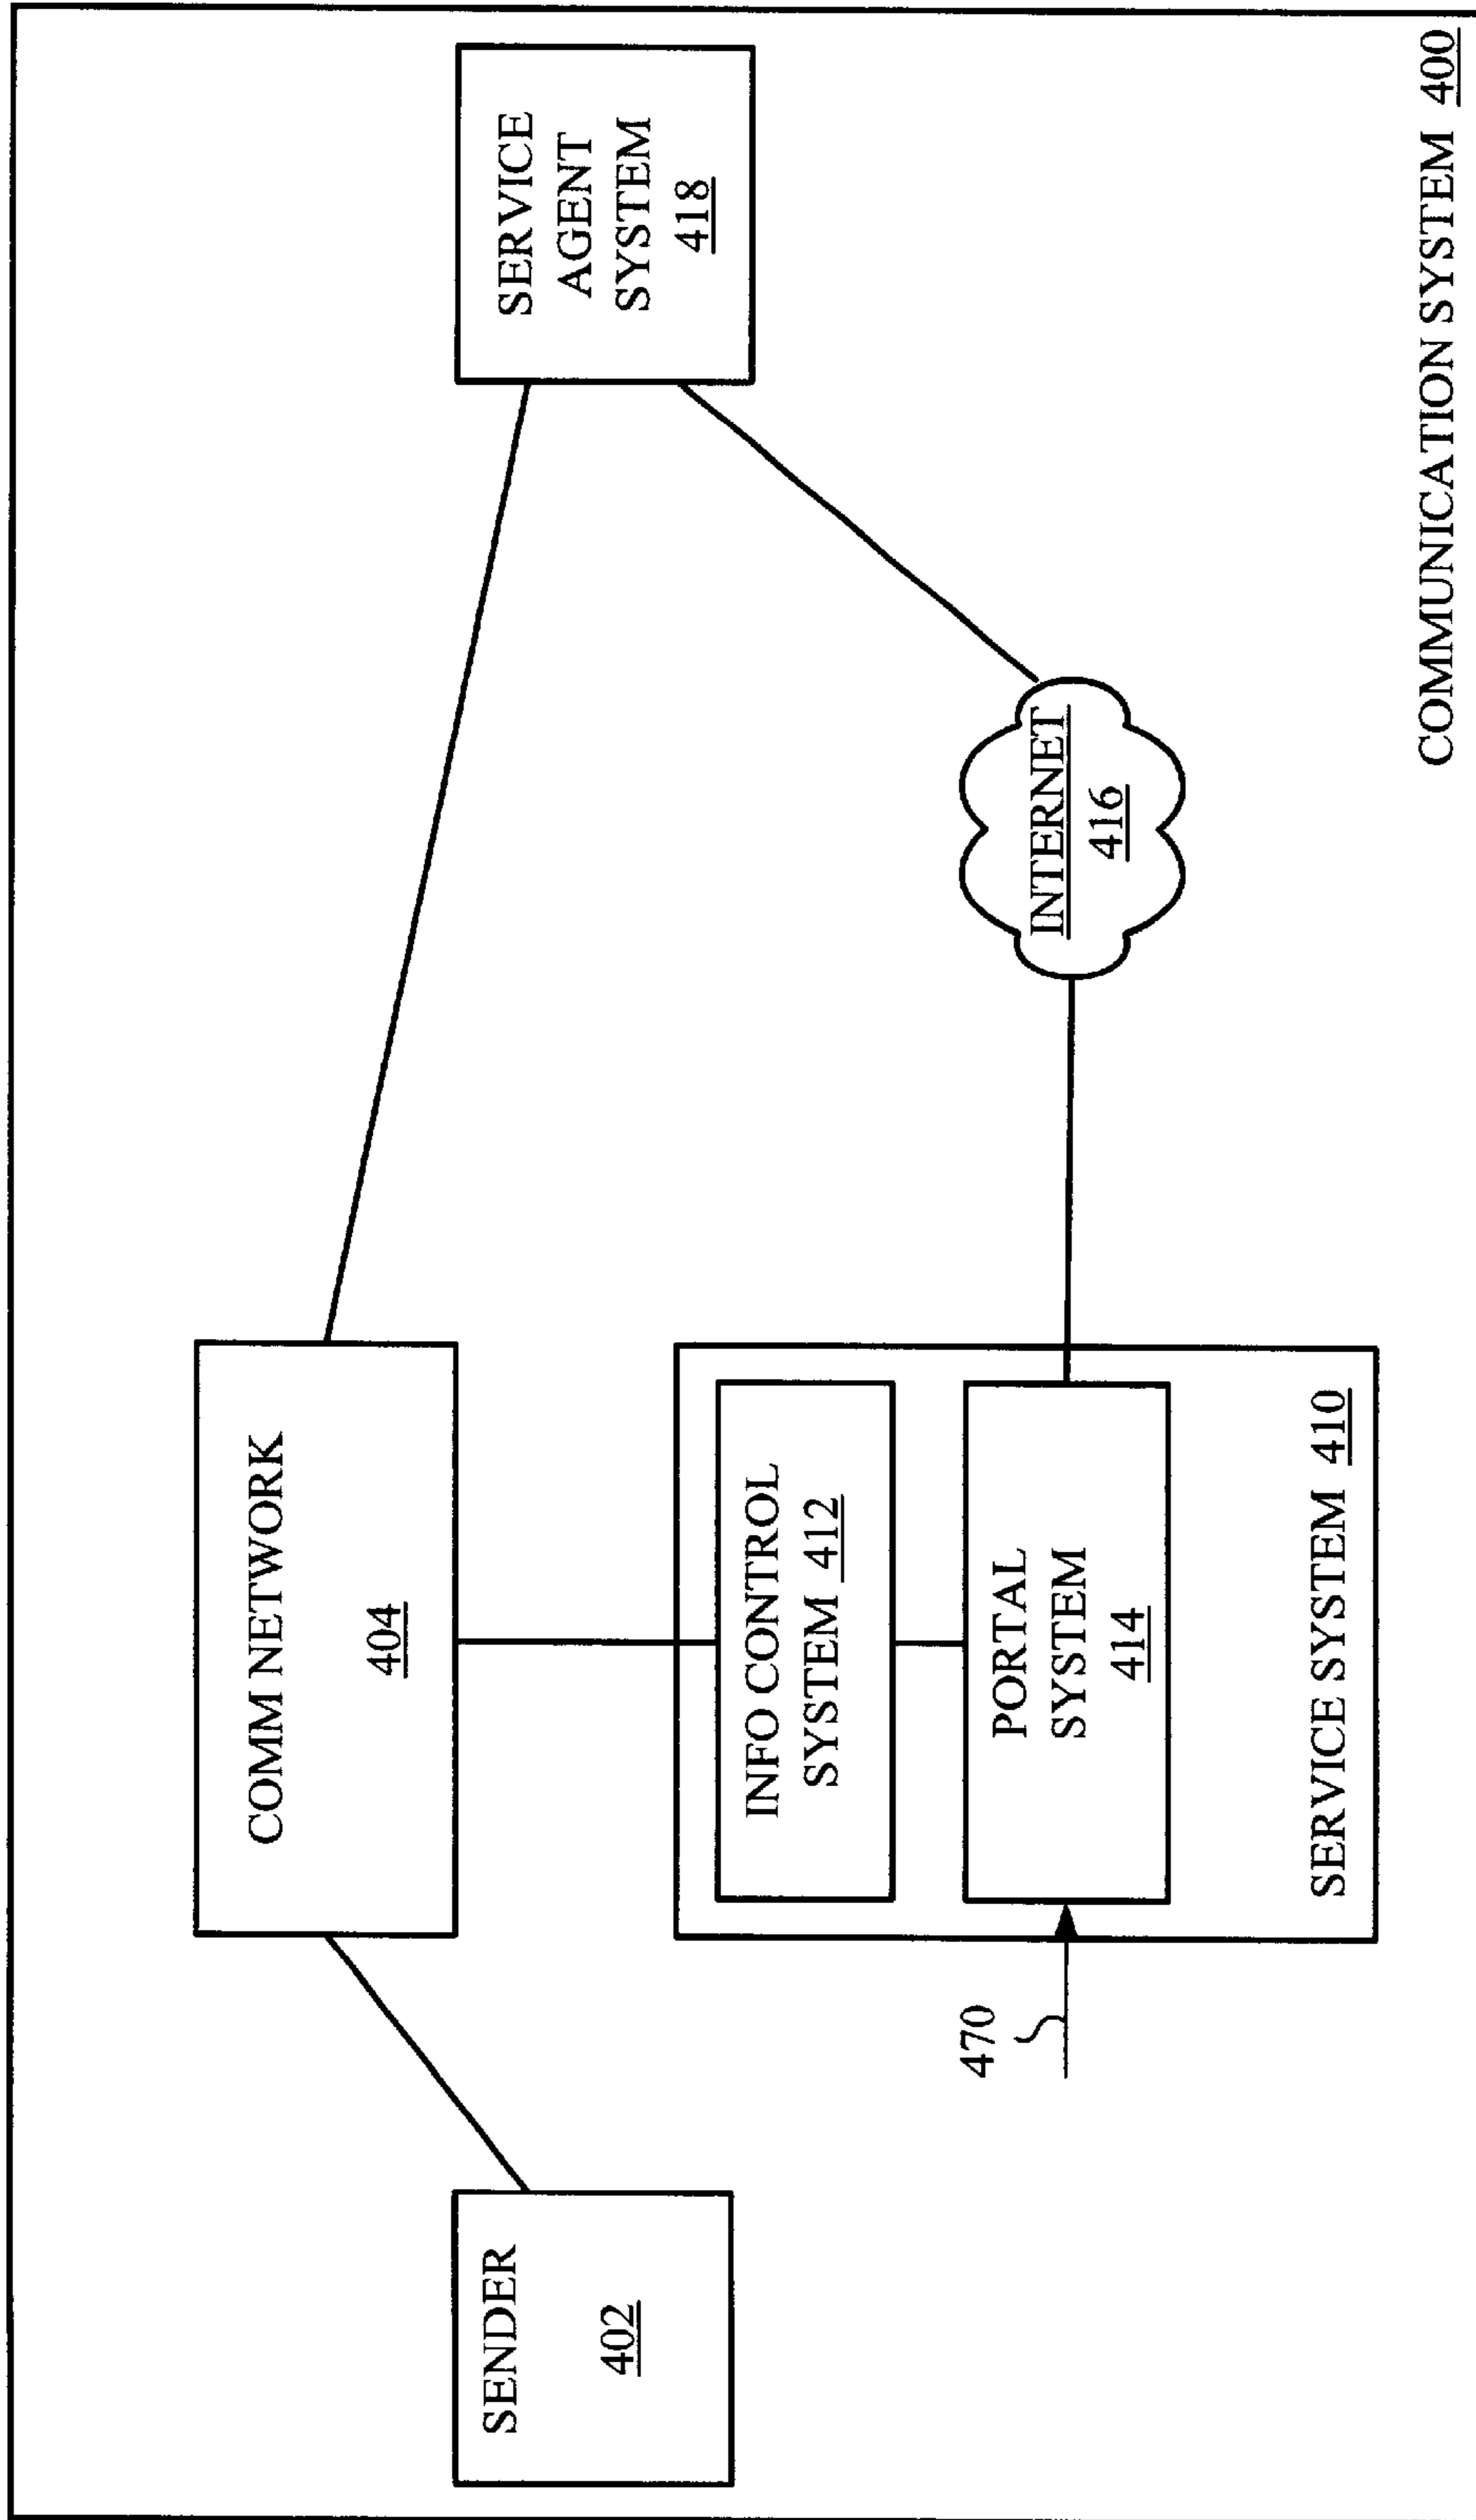 COMM NETWORK
404
SENDER
402
SERVICE
AGENT
SYSTEM
418
INFO CONTROL
SYSTEM 412
PORTAL
SYSTEM
414
470
SERVICE SYSTEM 410
INTERNET
416
COMMUNICATION SYSTEM 400